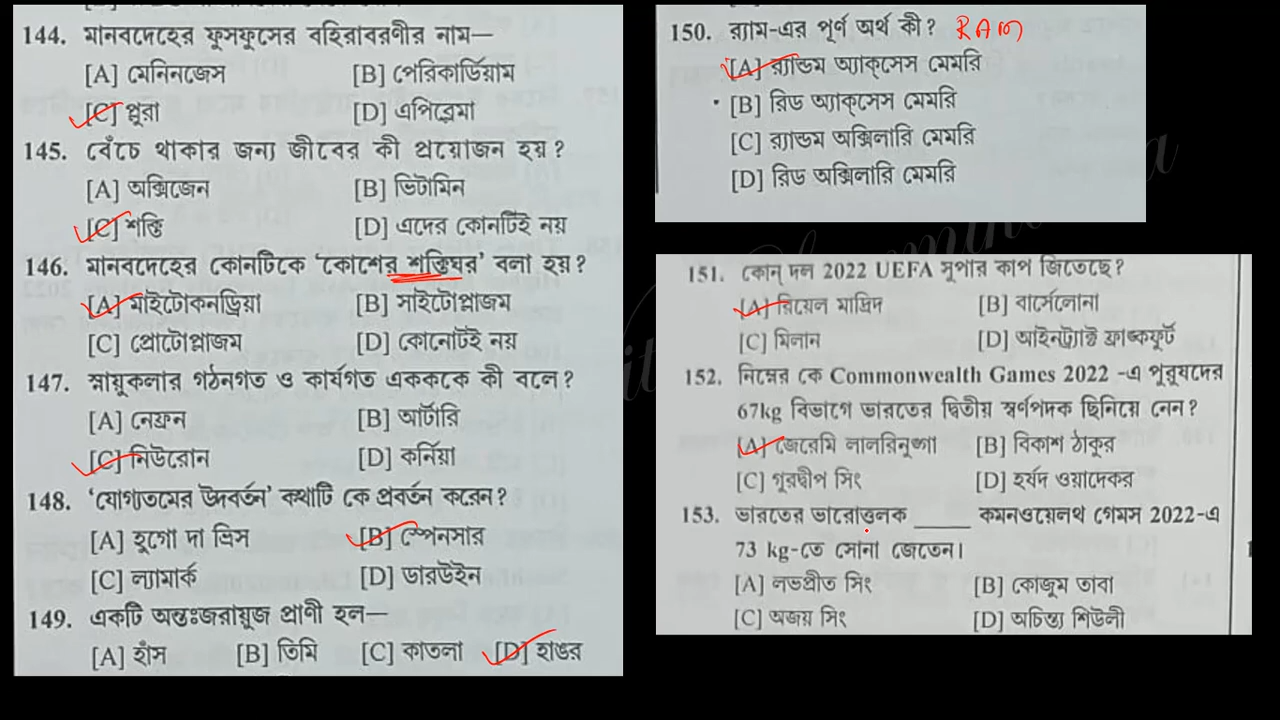 144. মানবদেহের ফুসফুসের বহিরাবরণীর নাম—
[A] মেনিনজেস [B] পেরিকার্ডিয়াম
[C] প্লুরা [D] এপিক্লেমা
145. বেঁচে থাকার জন্য জীবের কী প্রয়োজন হয়?
[A] অক্সিজেন [B] ভিটামিন
[C] শক্তি [D] এদের কোনটিই নয়
146. মানবদেহের কোনটিকে 'কোশের শক্তিঘর' বলা হয়?
[A] মাইটোকনড্রিয়া [B] সাইটোপ্লাজম
[C] প্রোটোপ্লাজম [D] কোনোটিই নয়
147. স্নায়ুকলার গঠনগত ও কার্যগত একককে কী বলে?
[A] নেফ্রন [B] আর্টারি
[C] নিউরোন [D] কর্নিয়া
148. 'যোগ্যতমের উদবর্তন' কথাটি কে প্রবর্তন করেন?
[A] হুগো দা ভ্রিস [B] স্পেনসার
[C] ল্যামার্ক [D] ডারউইন
149. একটি অন্তঃজরায়ুজ প্রাণী হল—
[A] হাঁস [B] তিমি [C] কাতলা [D] হাঙর
150. র‍্যাম-এর পূর্ণ অর্থ কী? RAM
[A] র‍্যান্ডম অ্যাক্‌সেস মেমরি
[B] রিড অ্যাক্‌সেস মেমরি
[C] র‍্যান্ডম অক্সিলারি মেমরি
[D] রিড অক্সিলারি মেমরি
151. কোন্ দল 2022 UEFA সুপার কাপ জিতেছে?
[A] রিয়েল মাদ্রিদ [B] বার্সেলোনা
[C] মিলান [D] আইনট্র্যাক্ট ফ্রাঙ্কফুর্ট
152. নিম্নের কে Commonwealth Games 2022 -এ পুরুষদের
67kg বিভাগে ভারতের দ্বিতীয় স্বর্ণপদক ছিনিয়ে নেন?
[A] জেরেমি লালরিনুঙ্গা [B] বিকাশ ঠাকুর
[C] গুরদ্বীপ সিং [D] হর্ষদ ওয়াদেকর
153. ভারতের ভারোত্তলক _____ কমনওয়েলথ গেমস 2022-এ
73 kg-তে সোনা জেতেন।
[A] লভপ্রীত সিং [B] কোজুম তাবা
[C] অজয় সিং [D] অচিন্ত্য শিউলী